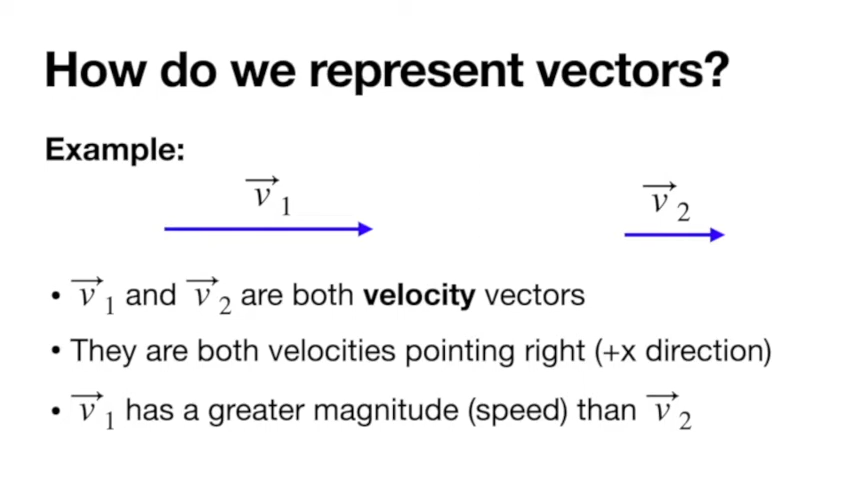 How do we represent vectors?
Example:
v⃗₁ v⃗₂
• v⃗₁ and v⃗₂ are both velocity vectors
• They are both velocities pointing right (+x direction)
• v⃗₁ has a greater magnitude (speed) than v⃗₂